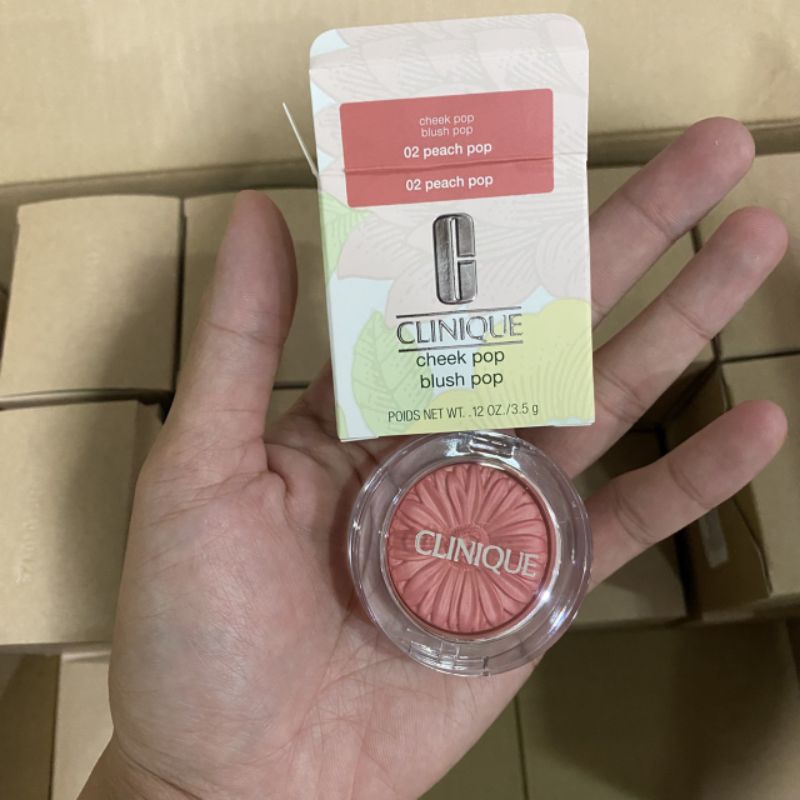 cheek pop
blush pop
02 peach pop
02 peach pop
CLINIQUE
cheek pop
blush pop
POIDS NET WT. .12 OZ./3.5 g
CLINIQUE